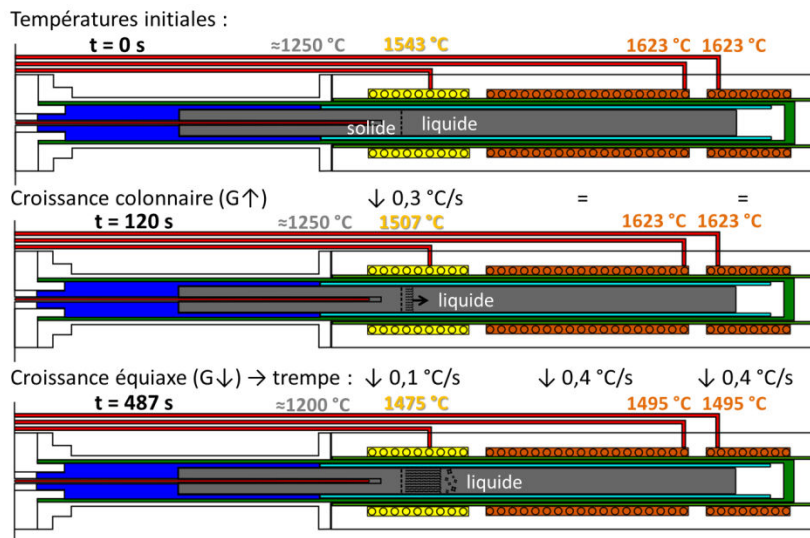 Températures initiales :
t = 0 s ≈1250 °C 1543 °C 1623 °C 1623 °C
solide liquide
Croissance colonnaire (G↑) ↓ 0,3 °C/s = =
t = 120 s ≈1250 °C 1507 °C 1623 °C 1623 °C
liquide
Croissance équiaxe (G↓) → trempe : ↓ 0,1 °C/s ↓ 0,4 °C/s ↓ 0,4 °C/s
t = 487 s ≈1200 °C 1475 °C 1495 °C 1495 °C
liquide